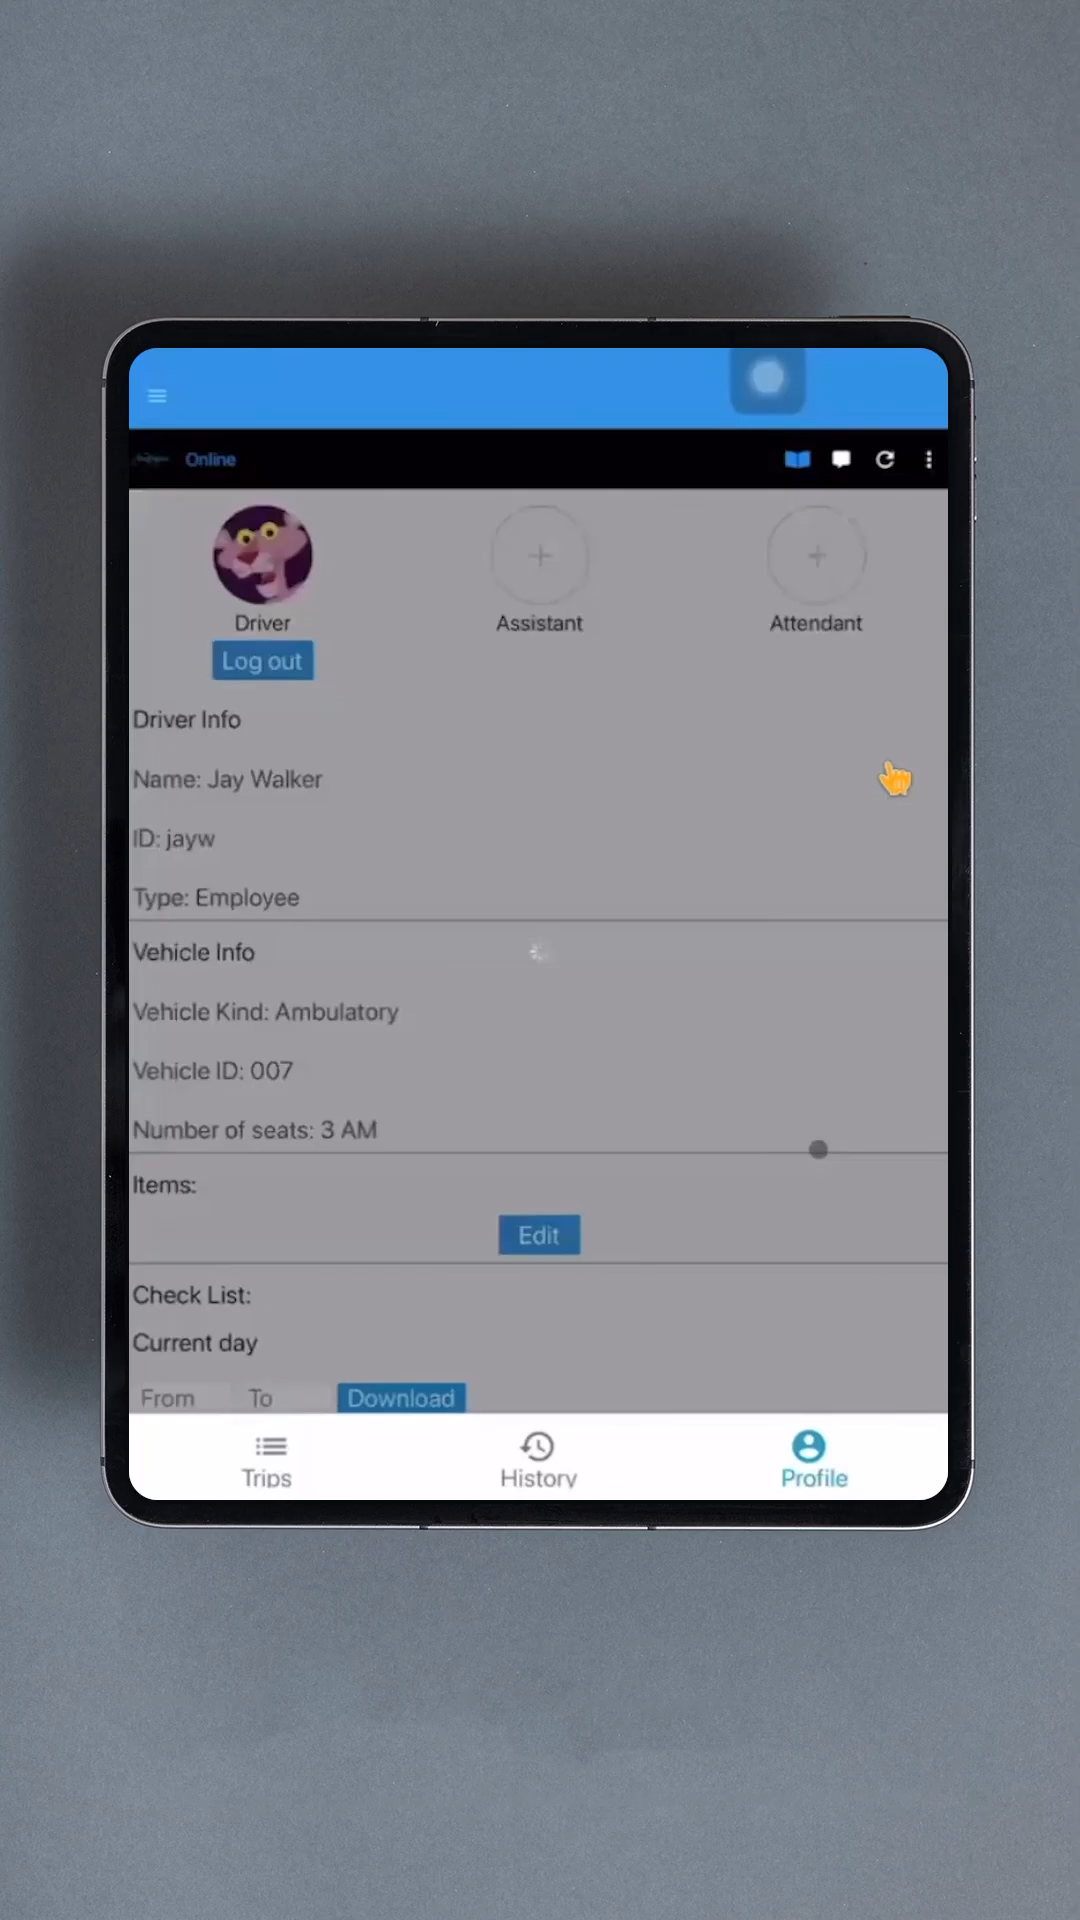 Online
Driver
Assistant
Attendant
Log out
Driver Info
Name: Jay Walker
ID: jayw
Type: Employee
Vehicle Info
Vehicle Kind: Ambulatory
Vehicle ID: 007
Number of seats: 3 AM
Items:
Edit
Check List:
Current day
From To Download
Trips History Profile